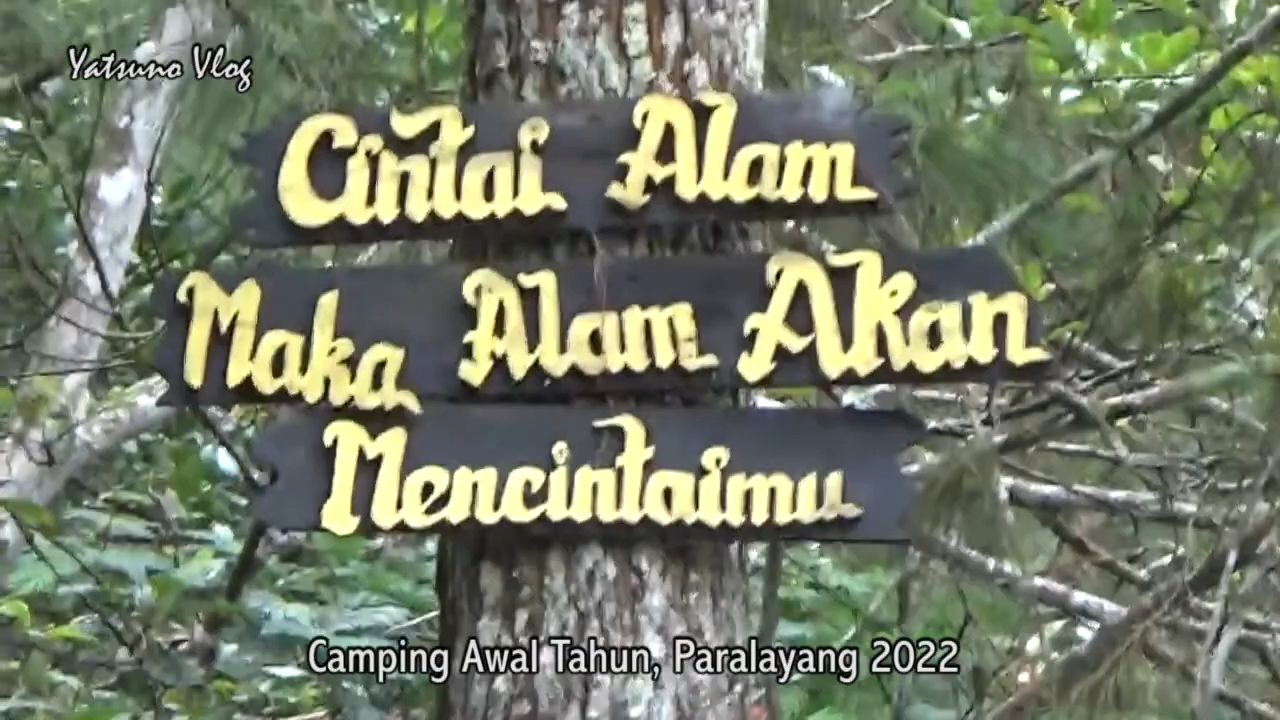 Yatsuno Vlog
Cintai Alam
Maka Alam Akan
Mencintaimu
Camping Awal Tahun, Paralayang 2022